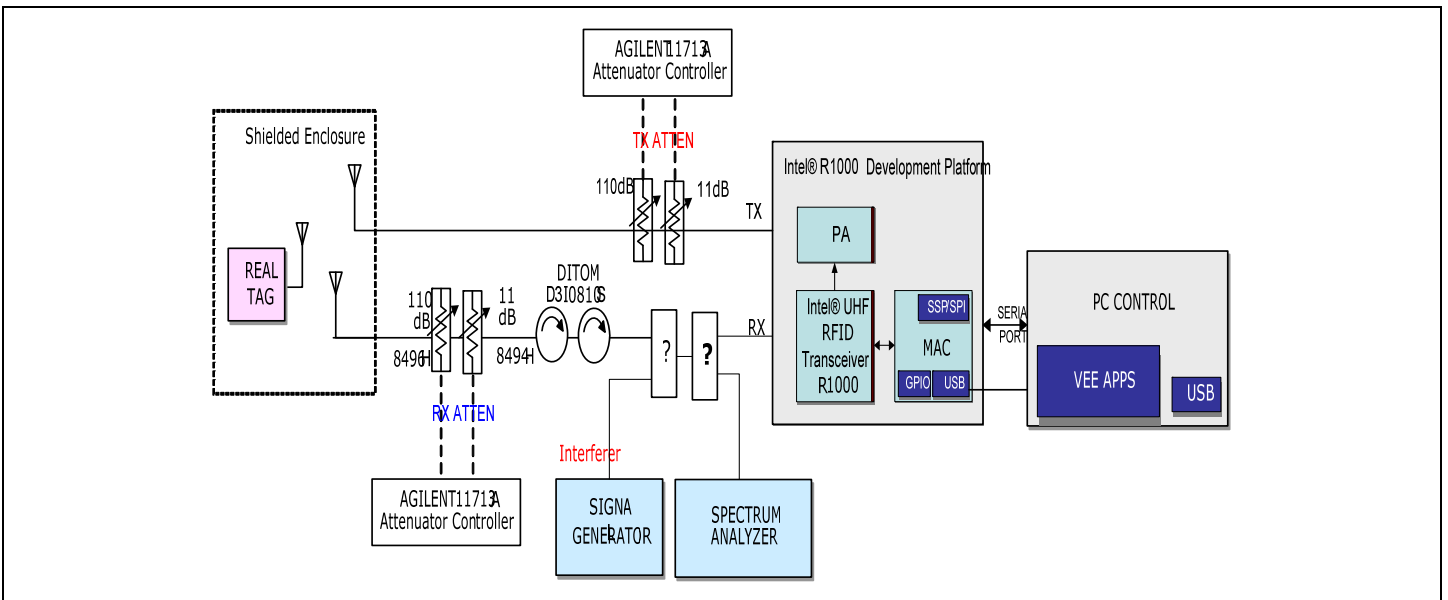 AGILENT11713A
Attenuator Controller
Shielded Enclosure
TX ATTEN
110dB
11dB
TX
Intel® R1000 Development Platform
PA
REAL
TAG
110
dB
11
dB
8496H
8494H
DITOM
D3I0810S
?
?
RX
Intel® UHF
RFID
Transceiver
R1000
SSP/SPI
MAC
GPIO
USB
SERIA
PORT
PC CONTROL
VEE APPS
USB
RX ATTEN
Interferer
AGILENT11713A
Attenuator Controller
SIGNA
L
GENERATOR
SPECTRUM
ANALYZER